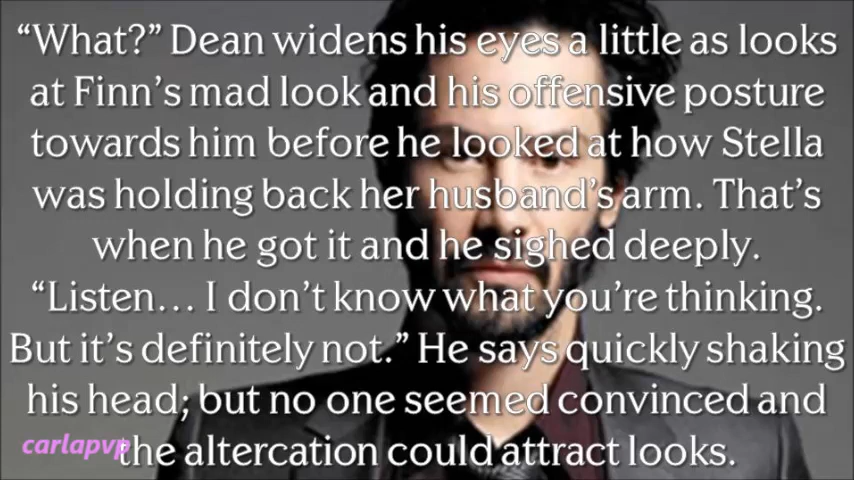 “What?” Dean widens his eyes a little as looks
at Finn’s mad look and his offensive posture
towards him before he looked at how Stella
was holding back her husband’s arm. That’s
when he got it and he sighed deeply.
“Listen… I don’t know what you’re thinking.
But it’s definitely not.” He says quickly shaking
his head; but no one seemed convinced and
the altercation could attract looks.
carlapvp